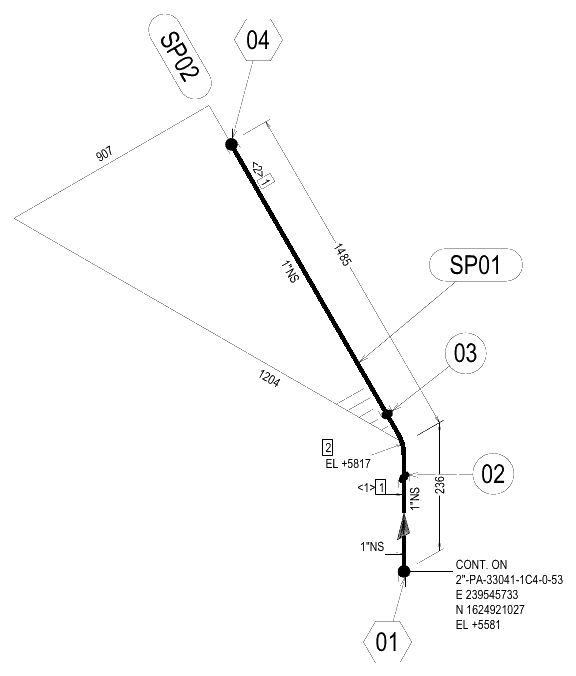 04
SP02
907
<2>1
1485
1"NS
SP01
03
1204
2
EL +5817
02
<1>1
236
1"NS
1"NS
CONT. ON
2"-PA-33041-1C4-0-53
E 239545733
N 1624921027
EL +5581
01